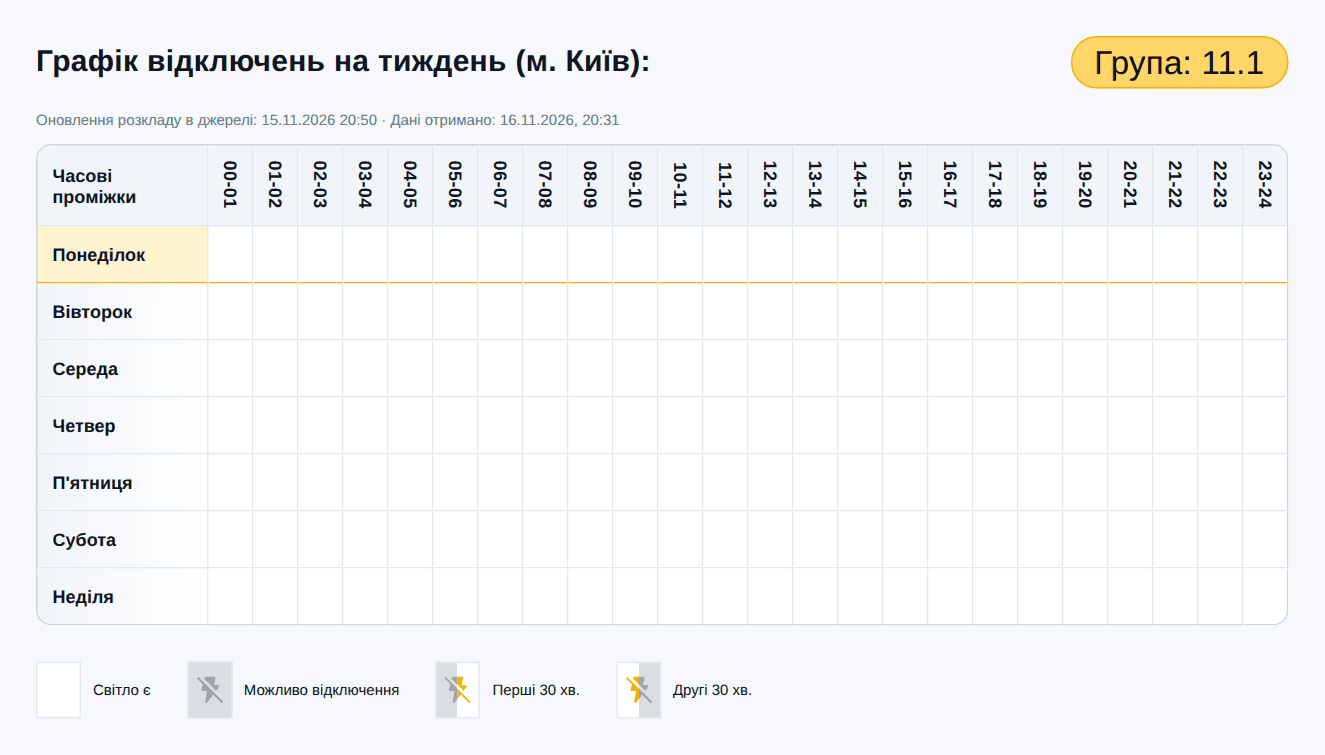 Графік відключень на тиждень (м. Київ):
Група: 11.1
Оновлення розкладу в джерелі: 15.11.2026 20:50 · Дані отримано: 16.11.2026, 20:31
Часові
проміжки
00-01
01-02
02-03
03-04
04-05
05-06
06-07
07-08
08-09
09-10
10-11
11-12
12-13
13-14
14-15
15-16
16-17
17-18
18-19
19-20
20-21
21-22
22-23
23-24
Понеділок
Вівторок
Середа
Четвер
П'ятниця
Субота
Неділя
Світло є
Можливо відключення
Перші 30 хв.
Другі 30 хв.